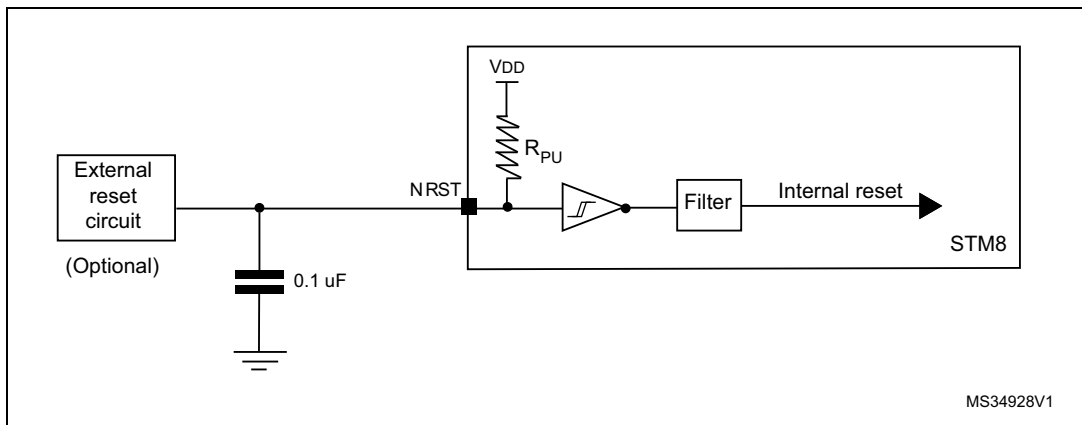 External
reset
circuit
(Optional)
0.1 uF
NRST
VDD
RPU
Filter
Internal reset
STM8
MS34928V1